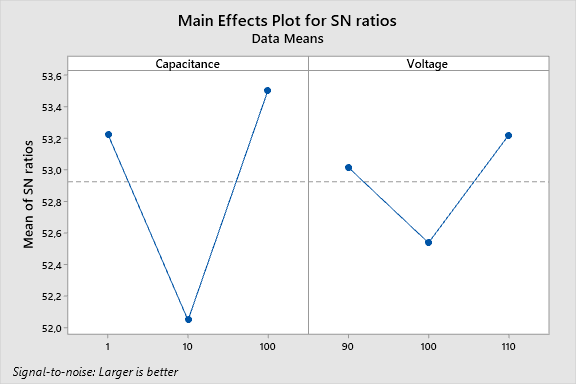 Main Effects Plot for SN ratios
Data Means
Capacitance
Voltage
Mean of SN ratios
53,6
53,4
53,2
53,0
52,8
52,6
52,4
52,2
52,0
1 10 100 90 100 110
Signal-to-noise: Larger is better